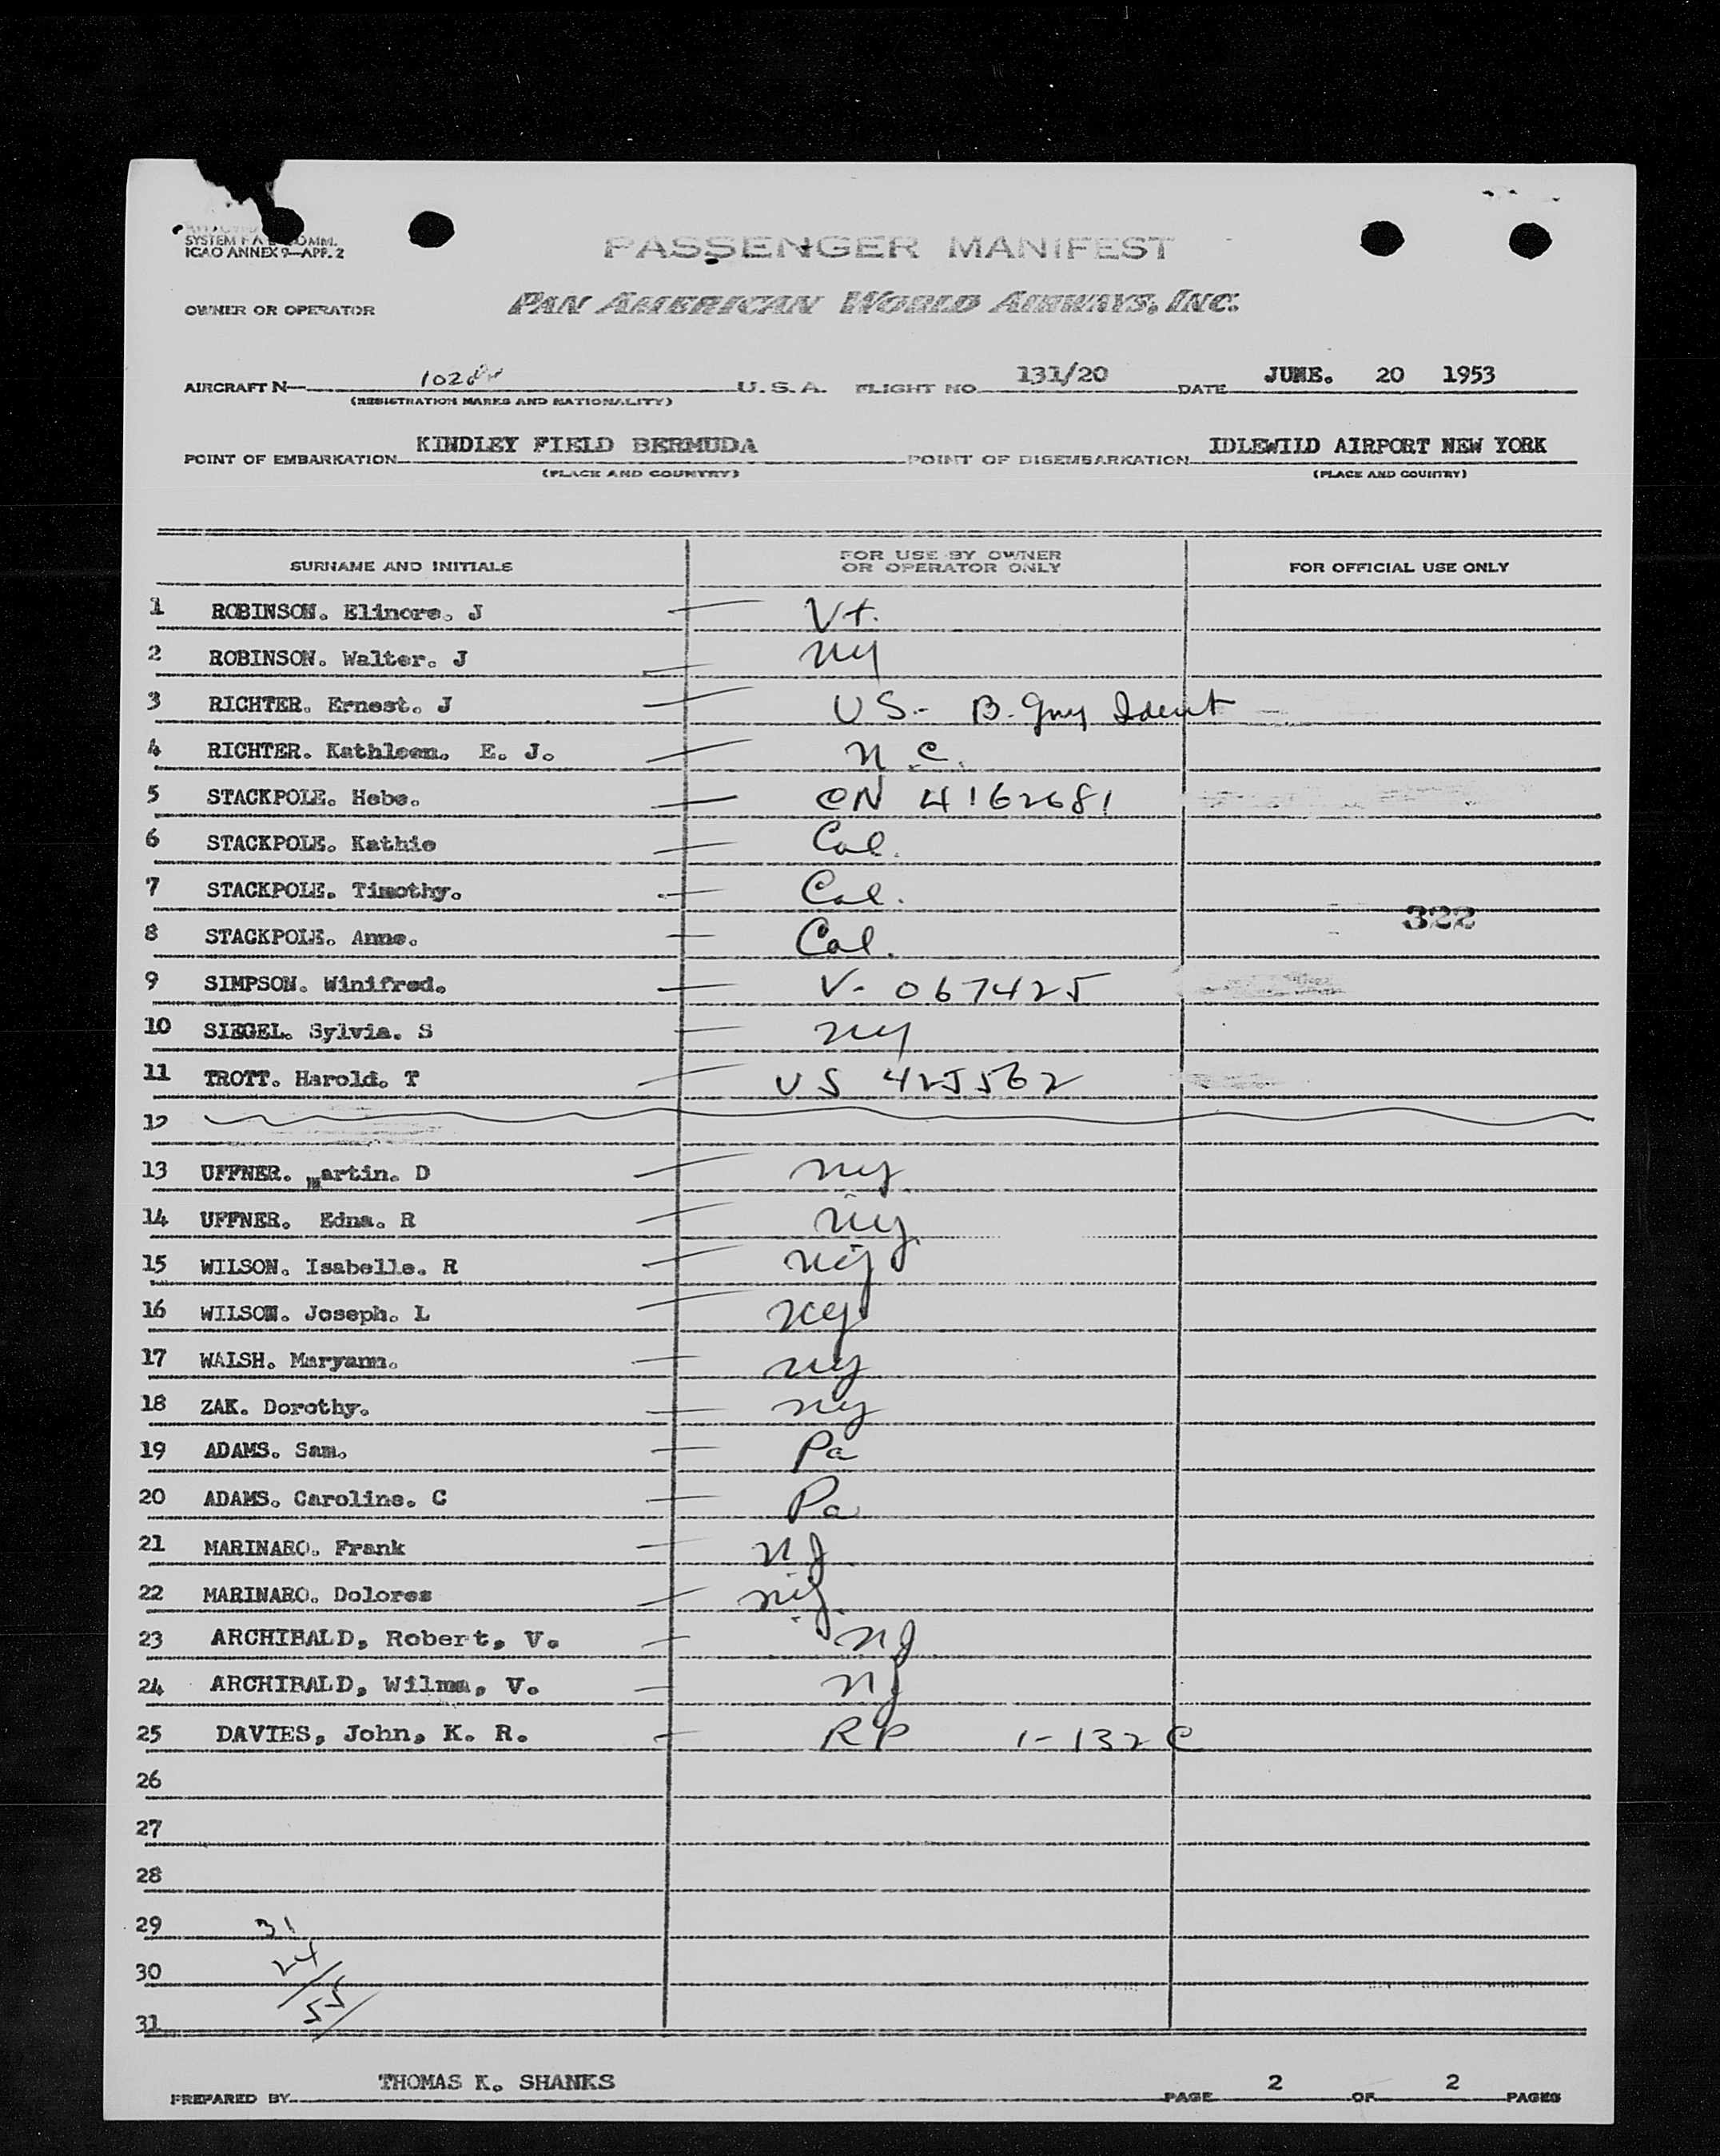 SYSTEM COMM.
ICAO ANNEX 9—APP. 2
PASSENGER MANIFEST
OWNER OR OPERATOR PAN AMERICAN WORLD AIRWAYS, INC.
AIRCRAFT N— U.S.A. FLIGHT NO. 131/20 DATE JUNE. 20 1953
(REGISTRATION MARKS AND NATIONALITY)
POINT OF EMBARKATION KINDLEY FIELD BERMUDA POINT OF DISEMBARKATION IDLEWILD AIRPORT NEW YORK
(PLACE AND COUNTRY) (PLACE AND COUNTRY)
SURNAME AND INITIALS FOR USE BY OWNER OR OPERATOR ONLY FOR OFFICIAL USE ONLY
1 ROBINSON. Elinore. J — Vt.
2 ROBINSON. Walter. J — NY
3 RICHTER. Ernest. J — US- B. Ident
4 RICHTER. Kathleen. E. J. — N.C.
5 STACKPOLE. Hebe. — CN 4162681
6 STACKPOLE. Kathie — Cal.
7 STACKPOLE. Timothy. — Cal.
322
8 STACKPOLE. Anne. — Cal.
9 SIMPSON. Winifred. — V- 067425
10 SIEGEL. Sylvia. S — NY
11 TROTT. Harold. T — US 425562
12
13 UFFNER. Martin. D — NY
14 UFFNER. Edna. R — NY
15 WILSON. Isabelle. R — NY
16 WILSON. Joseph. L — NY
17 WALSH. Maryann. — NY
18 ZAK. Dorothy. — NY
19 ADAMS. Sam. — Pa
20 ADAMS. Caroline. C — Pa
21 MARINARO. Frank — NJ
22 MARINARO. Dolores — NY
23 ARCHIBALD, Robert, V. — NJ
24 ARCHIBALD, Wilma, V. — NJ
25 DAVIES, John, K. R. — RP 1-132 C
26
27
28
29 31
30 24
31 55
PREPARED BY THOMAS K. SHANKS PAGE 2 OF 2 PAGES